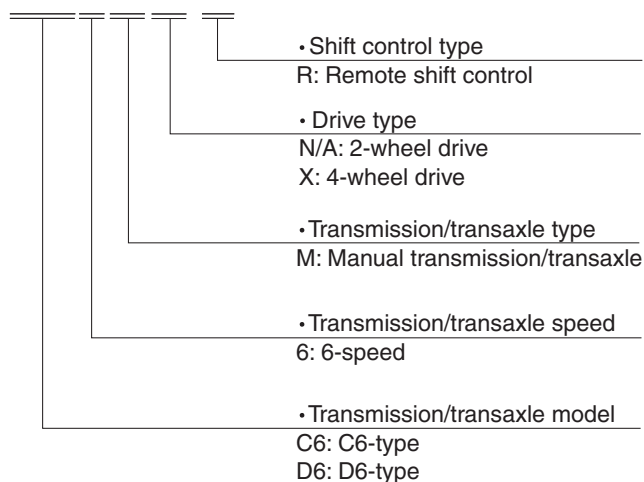 • Shift control type
R: Remote shift control
• Drive type
N/A: 2-wheel drive
X: 4-wheel drive
• Transmission/transaxle type
M: Manual transmission/transaxle
• Transmission/transaxle speed
6: 6-speed
• Transmission/transaxle model
C6: C6-type
D6: D6-type